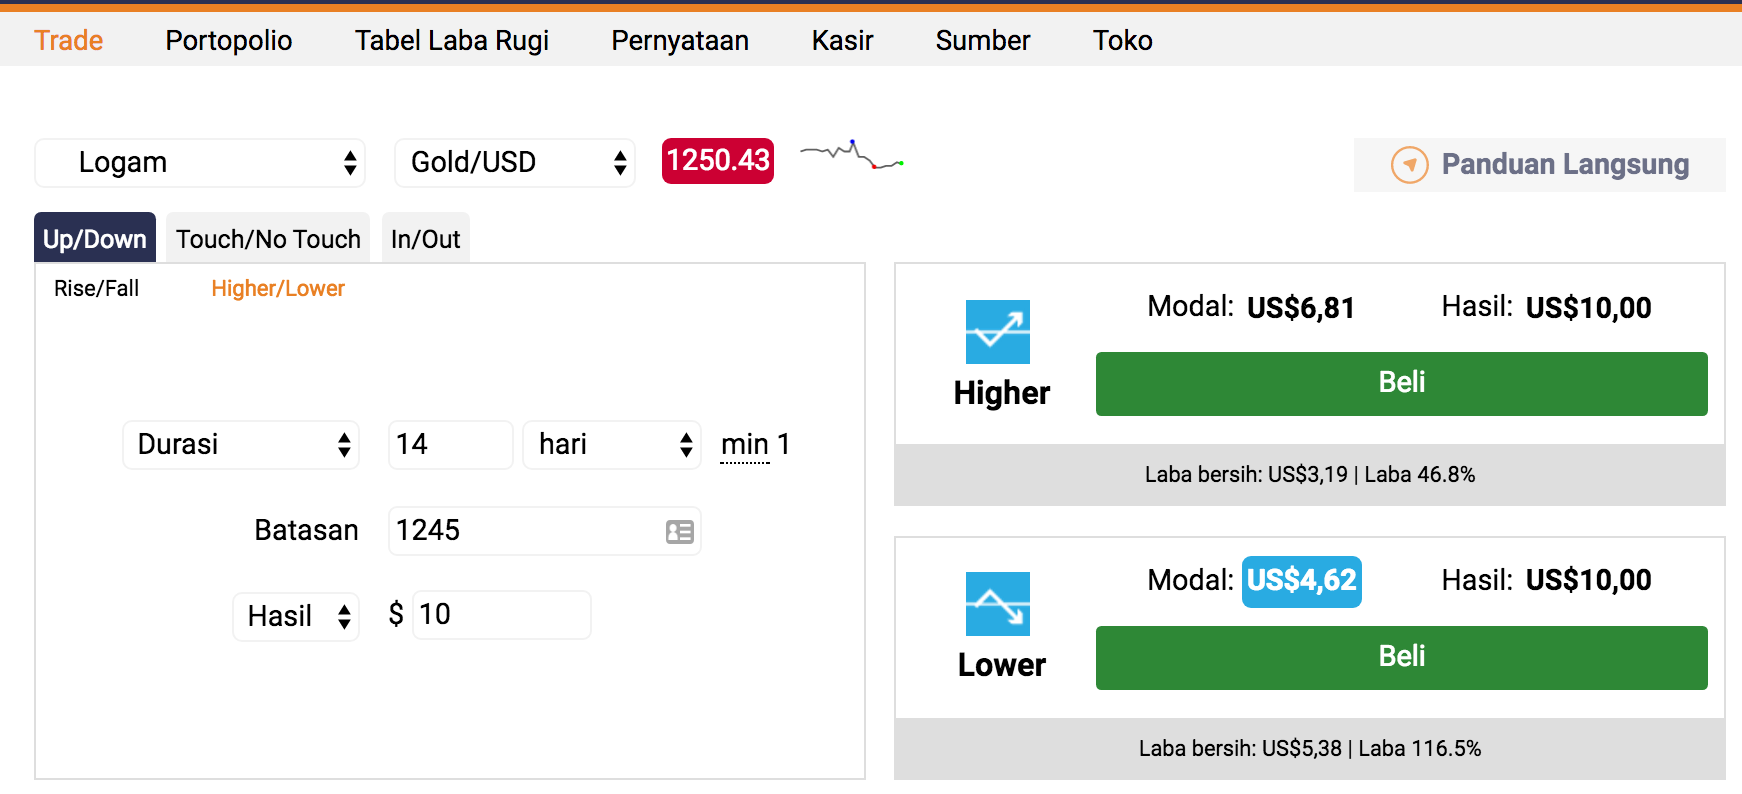 Trade Portopolio Tabel Laba Rugi Pernyataan Kasir Sumber Toko
Logam Gold/USD 1250.43 Panduan Langsung
Up/Down Touch/No Touch In/Out
Rise/Fall Higher/Lower
Durasi 14 hari min 1
Batasan 1245
Hasil $ 10
Modal: US$6,81 Hasil: US$10,00
Higher
Beli
Laba bersih: US$3,19 | Laba 46.8%
Modal: US$4,62 Hasil: US$10,00
Lower
Beli
Laba bersih: US$5,38 | Laba 116.5%